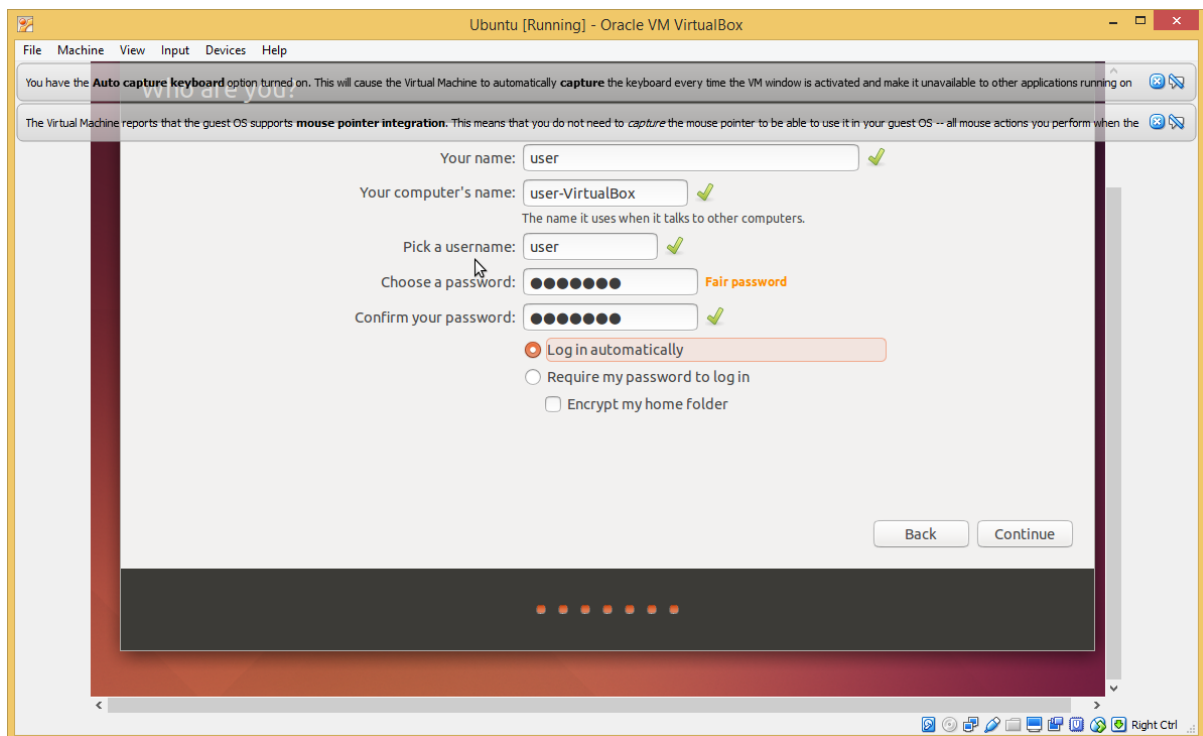 Ubuntu [Running] - Oracle VM VirtualBox
File Machine View Input Devices Help
You have the Auto capture keyboard option turned on. This will cause the Virtual Machine to automatically capture the keyboard every time the VM window is activated and make it unavailable to other applications running on
Who are you?
The Virtual Machine reports that the guest OS supports mouse pointer integration. This means that you do not need to capture the mouse pointer to be able to use it in your guest OS -- all mouse actions you perform when the
Your name: user
Your computer's name: user-VirtualBox
The name it uses when it talks to other computers.
Pick a username: user
Choose a password: ●●●●●●● Fair password
Confirm your password: ●●●●●●●
Log in automatically
Require my password to log in
Encrypt my home folder
Back Continue
Right Ctrl